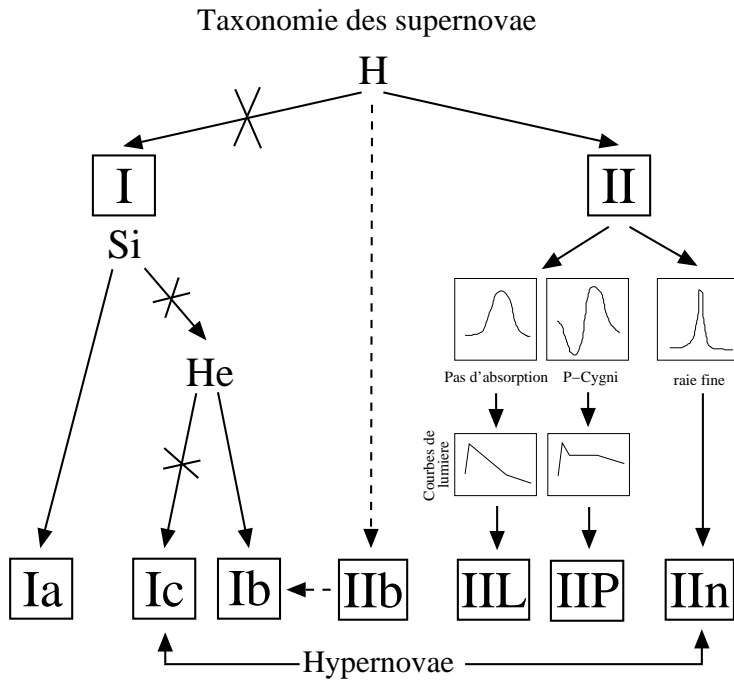 Taxonomie des supernovae
H
I
II
Si
He
Pas d'absorption
P−Cygni
raie fine
Courbes de
lumiere
Ia
Ic
Ib
IIb
IIL
IIP
IIn
Hypernovae